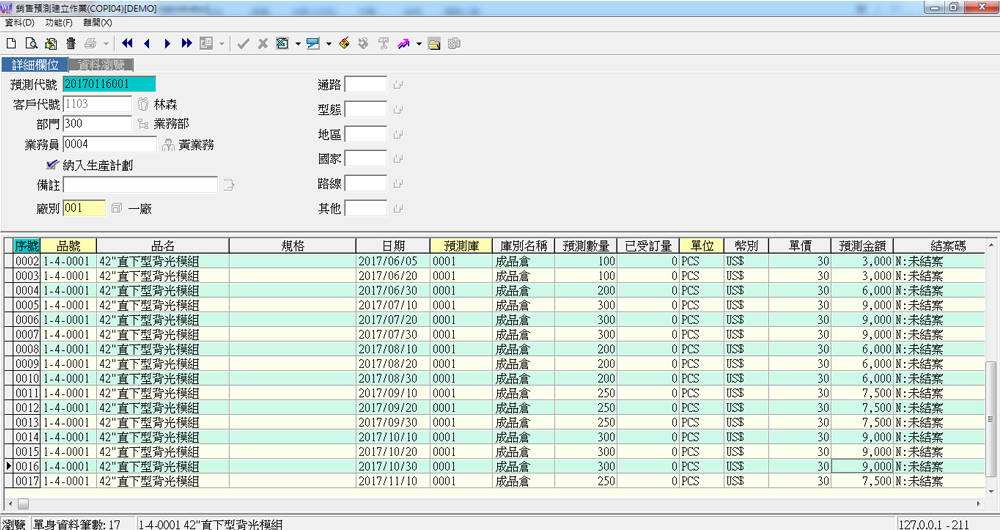 銷售預測建立作業(COPI04)[DEMO]
資料(D) 功能(F) 離開(X)
詳細欄位 資料瀏覽
預測代號 20170116001 通路
客戶代號 1103 林森 型態
部門 300 業務部 地區
業務員 0004 黃業務 國家
納入生產計劃
備註 路線
廠別 001 一廠 其他
序號 品號 品名 規格 日期 預測庫 庫別名稱 預測數量 已受訂量 單位 幣別 單價 預測金額 結案碼
0002 1-4-0001 42"直下型背光模組 2017/06/05 0001 成品倉 100 0 PCS US$ 30 3,000 N:未結案
0003 1-4-0001 42"直下型背光模組 2017/06/20 0001 成品倉 100 0 PCS US$ 30 3,000 N:未結案
0004 1-4-0001 42"直下型背光模組 2017/06/30 0001 成品倉 200 0 PCS US$ 30 6,000 N:未結案
0005 1-4-0001 42"直下型背光模組 2017/07/10 0001 成品倉 300 0 PCS US$ 30 9,000 N:未結案
0006 1-4-0001 42"直下型背光模組 2017/07/20 0001 成品倉 300 0 PCS US$ 30 9,000 N:未結案
0007 1-4-0001 42"直下型背光模組 2017/07/30 0001 成品倉 300 0 PCS US$ 30 9,000 N:未結案
0008 1-4-0001 42"直下型背光模組 2017/08/10 0001 成品倉 200 0 PCS US$ 30 6,000 N:未結案
0009 1-4-0001 42"直下型背光模組 2017/08/20 0001 成品倉 200 0 PCS US$ 30 6,000 N:未結案
0010 1-4-0001 42"直下型背光模組 2017/08/30 0001 成品倉 200 0 PCS US$ 30 6,000 N:未結案
0011 1-4-0001 42"直下型背光模組 2017/09/10 0001 成品倉 250 0 PCS US$ 30 7,500 N:未結案
0012 1-4-0001 42"直下型背光模組 2017/09/20 0001 成品倉 250 0 PCS US$ 30 7,500 N:未結案
0013 1-4-0001 42"直下型背光模組 2017/09/30 0001 成品倉 250 0 PCS US$ 30 7,500 N:未結案
0014 1-4-0001 42"直下型背光模組 2017/10/10 0001 成品倉 300 0 PCS US$ 30 9,000 N:未結案
0015 1-4-0001 42"直下型背光模組 2017/10/20 0001 成品倉 300 0 PCS US$ 30 9,000 N:未結案
0016 1-4-0001 42"直下型背光模組 2017/10/30 0001 成品倉 300 0 PCS US$ 30 9,000 N:未結案
0017 1-4-0001 42"直下型背光模組 2017/11/10 0001 成品倉 250 0 PCS US$ 30 7,500 N:未結案
瀏覽 單身資料筆數: 17 1-4-0001 42"直下型背光模組 127.0.0.1 - 211